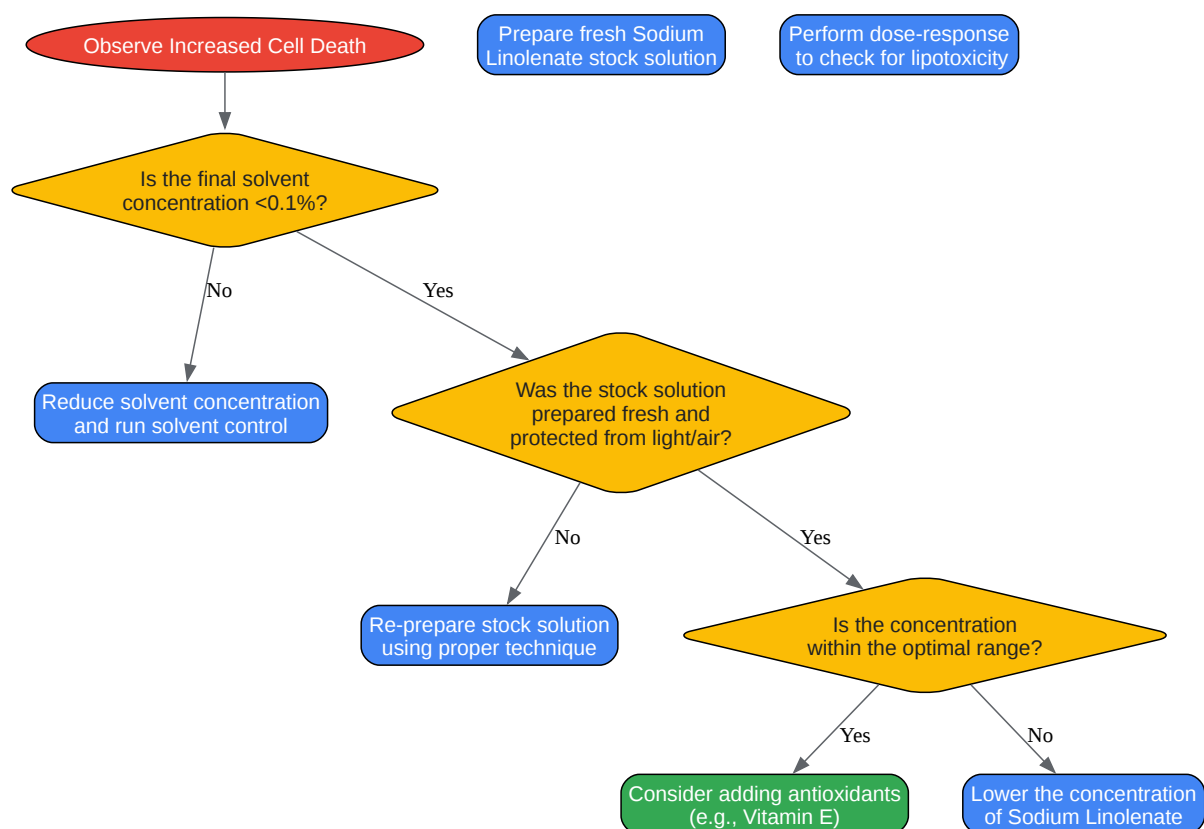 Observe Increased Cell Death
Prepare fresh Sodium
Linolenate stock solution
Perform dose-response
to check for lipotoxicity
Is the final solvent
concentration <0.1%?
No
Yes
Reduce solvent concentration
and run solvent control
Was the stock solution
prepared fresh and
protected from light/air?
No
Yes
Re-prepare stock solution
using proper technique
Is the concentration
within the optimal range?
Yes
No
Consider adding antioxidants
(e.g., Vitamin E)
Lower the concentration
of Sodium Linolenate